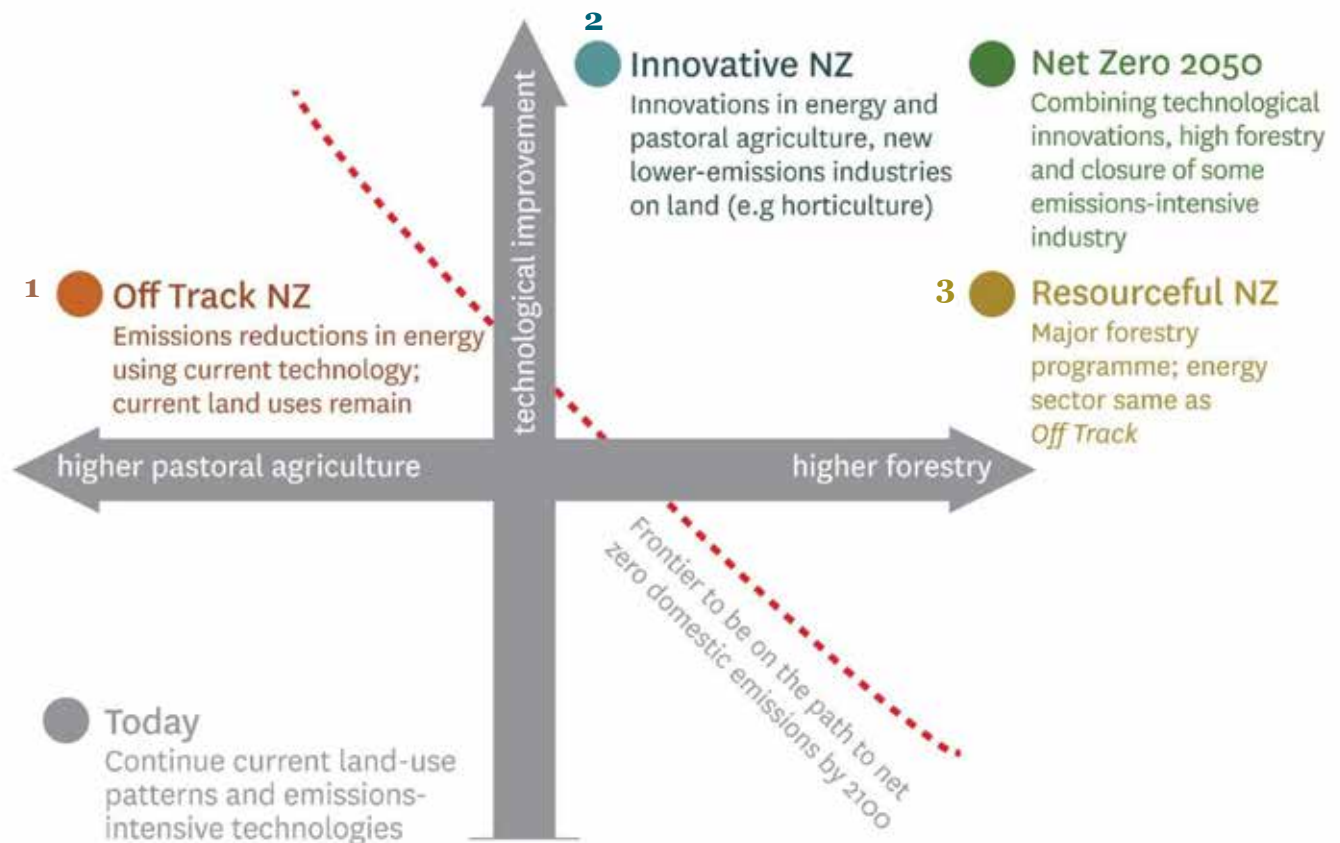 2
Innovative NZ
Innovations in energy and
pastoral agriculture, new
lower-emissions industries
on land (e.g horticulture)
Net Zero 2050
Combining technological
innovations, high forestry
and closure of some
emissions-intensive
industry
technological improvement
1
Off Track NZ
Emissions reductions in energy
using current technology;
current land uses remain
3
Resourceful NZ
Major forestry
programme; energy
sector same as
Off Track
higher pastoral agriculture
higher forestry
Frontier to be on the path to net
zero domestic emissions by 2100
Today
Continue current land-use
patterns and emissions-
intensive technologies